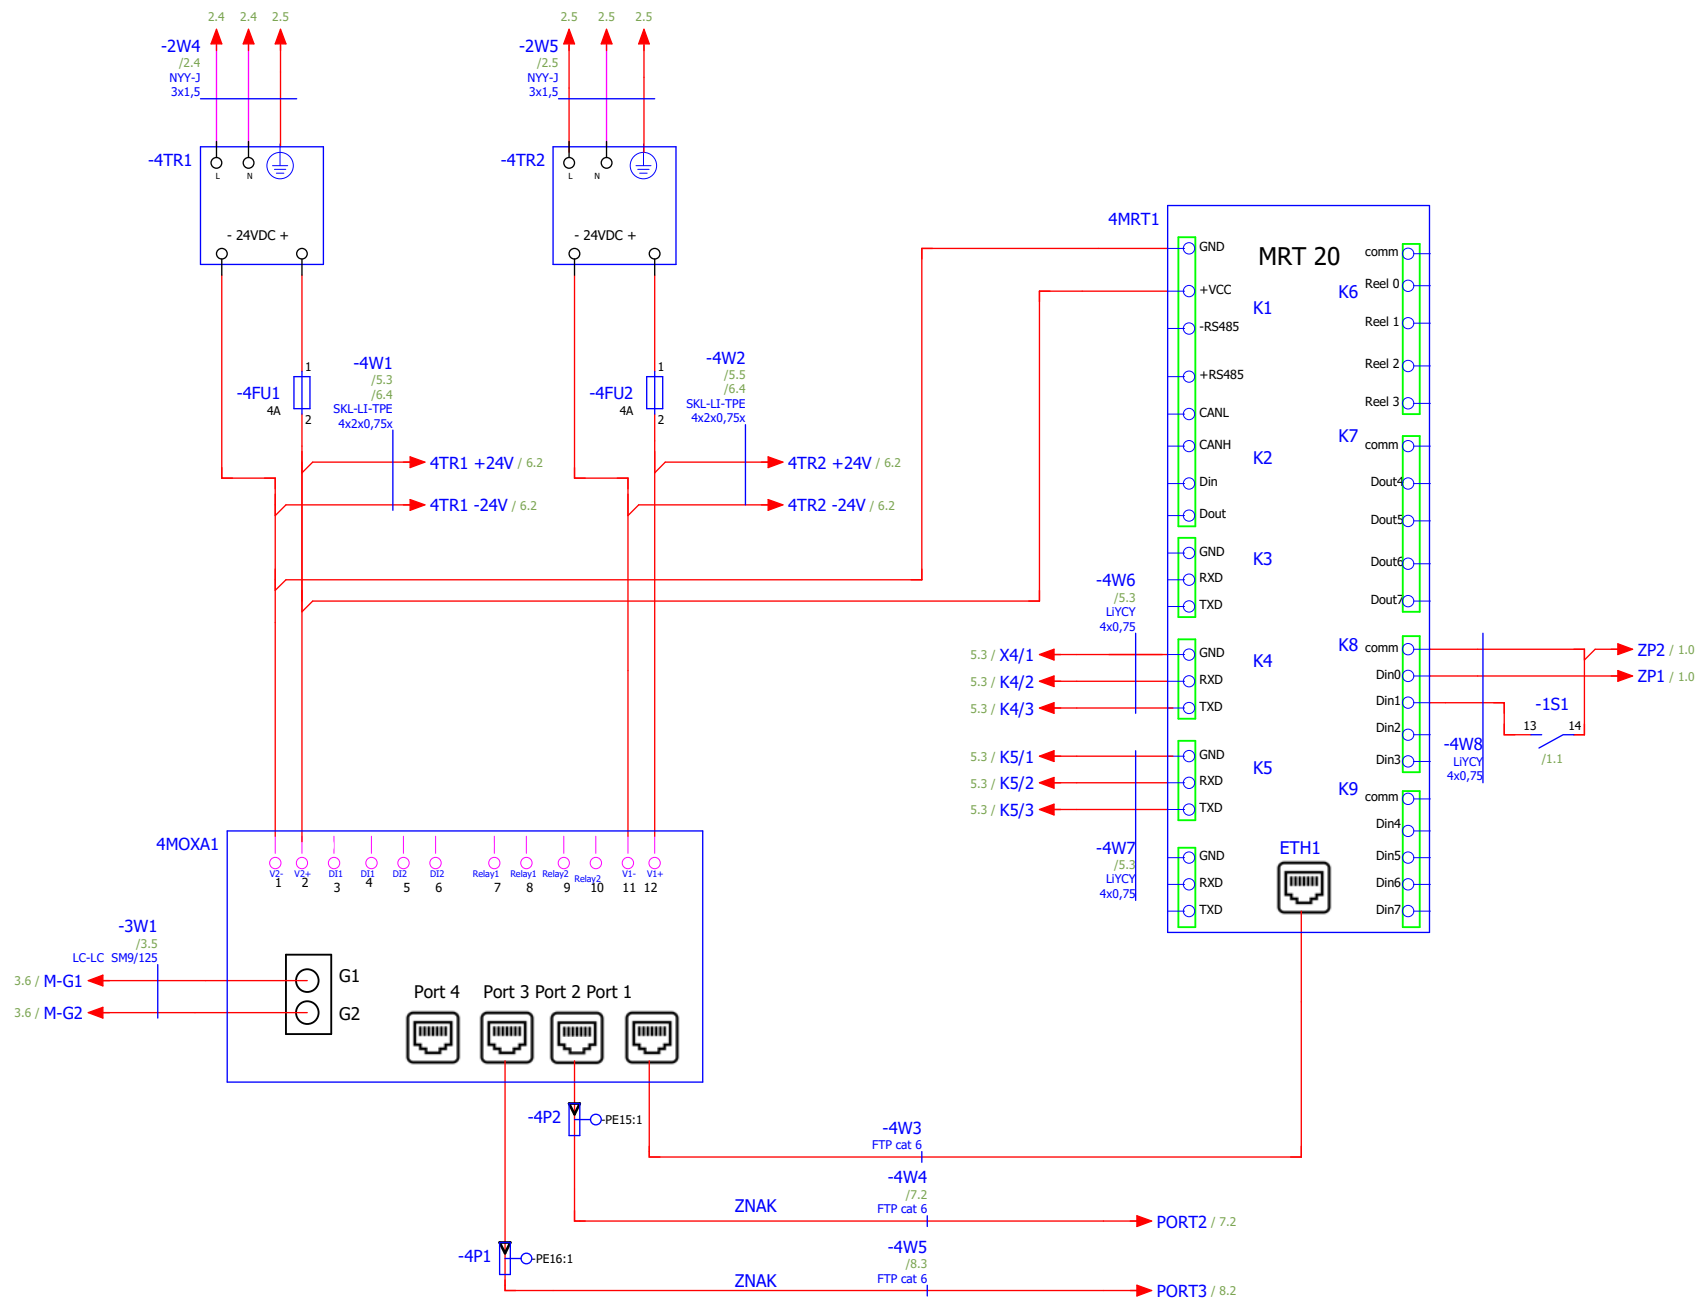 2.4 2.4 2.5
2.5 2.5 2.5
-2W4
/2.4
NYY-J
3x1,5
-2W5
/2.5
NYY-J
3x1,5
-4TR1
L N
- 24VDC +
-4TR2
L N
- 24VDC +
-4FU1
4A
1
2
-4W1
/5.3
/6.4
SKL-LI-TPE
4x2x0,75x
4TR1 +24V / 6.2
4TR1 -24V / 6.2
-4FU2
4A
1
2
-4W2
/5.5
/6.4
SKL-LI-TPE
4x2x0,75x
4TR2 +24V / 6.2
4TR2 -24V / 6.2
4MRT1
MRT 20
GND
+VCC
K1
-RS485
+RS485
CANL
CANH
K2
Din
Dout
GND
K3
RXD
TXD
GND
K4
RXD
TXD
GND
K5
RXD
TXD
GND
RXD
TXD
comm
K6
Reel 0
Reel 1
Reel 2
Reel 3
K7
comm
Dout4
Dout5
Dout6
Dout7
K8
comm
Din0
Din1
Din2
Din3
K9
comm
Din4
Din5
Din6
Din7
ETH1
-4W6
/5.3
LiYCY
4x0,75
5.3 / X4/1
5.3 / K4/2
5.3 / K4/3
5.3 / K5/1
5.3 / K5/2
5.3 / K5/3
-4W7
/5.3
LiYCY
4x0,75
ZP2 / 1.0
ZP1 / 1.0
-1S1
13 14
/1.1
-4W8
LiYCY
4x0,75
4MOXA1
V2- V2+ DI1 DI1 DI2 DI2 Relay1 Relay1 Relay2 Relay2 V1- V1+
1 2 3 4 5 6 7 8 9 10 11 12
-3W1
/3.5
LC-LC SM9/125
3.6 / M-G1
3.6 / M-G2
G1
G2
Port 4 Port 3 Port 2 Port 1
-4P2
-PE15:1
-4W3
FTP cat 6
-4W4
/7.2
FTP cat 6
ZNAK
PORT2 / 7.2
-4P1
-PE16:1
-4W5
/8.3
FTP cat 6
ZNAK
PORT3 / 8.2